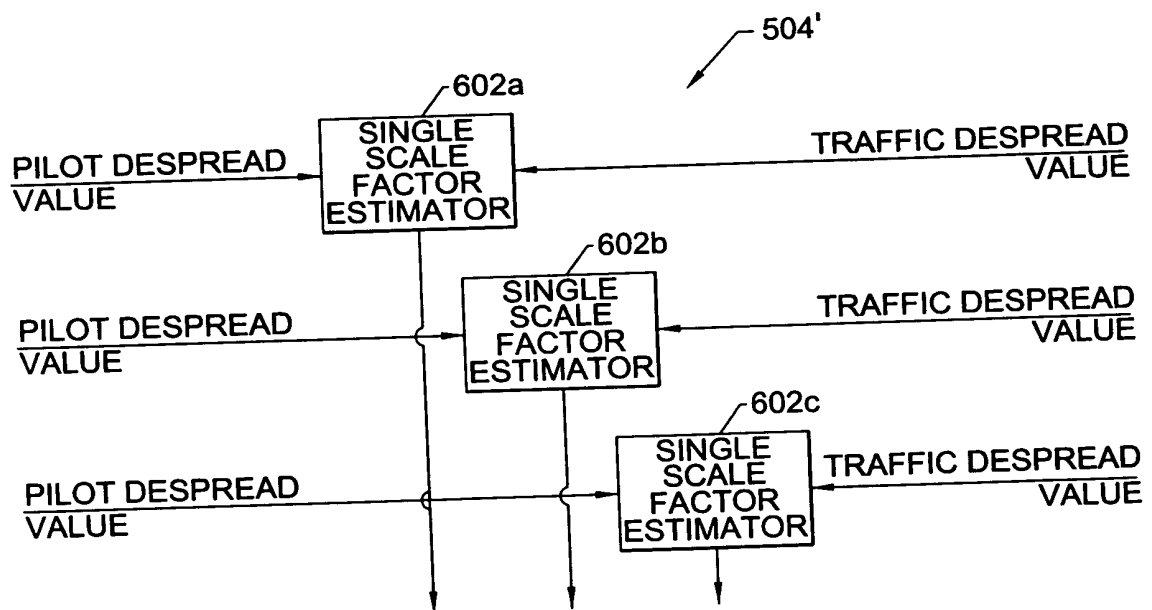 504'
602a
SINGLE
SCALE
FACTOR
ESTIMATOR
PILOT DESPREAD
VALUE
TRAFFIC DESPREAD
VALUE
602b
SINGLE
SCALE
FACTOR
ESTIMATOR
PILOT DESPREAD
VALUE
TRAFFIC DESPREAD
VALUE
602c
SINGLE
SCALE
FACTOR
ESTIMATOR
PILOT DESPREAD
VALUE
TRAFFIC DESPREAD
VALUE